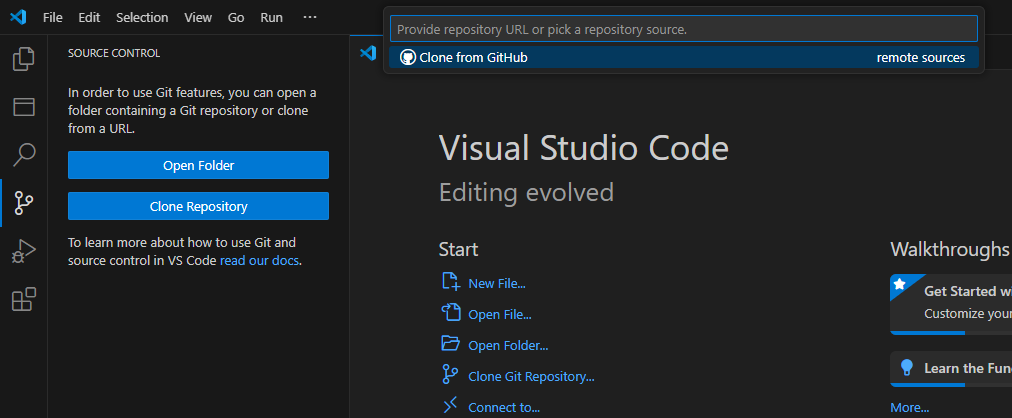 File Edit Selection View Go Run ···
Provide repository URL or pick a repository source.
Clone from GitHub remote sources
SOURCE CONTROL
In order to use Git features, you can open a
folder containing a Git repository or clone
from a URL.
Open Folder
Clone Repository
To learn more about how to use Git and
source control in VS Code read our docs.
Visual Studio Code
Editing evolved
Start
New File...
Open File...
Open Folder...
Clone Git Repository...
Connect to...
Walkthroughs
Get Started wi
Customize your
Learn the Fun
More...